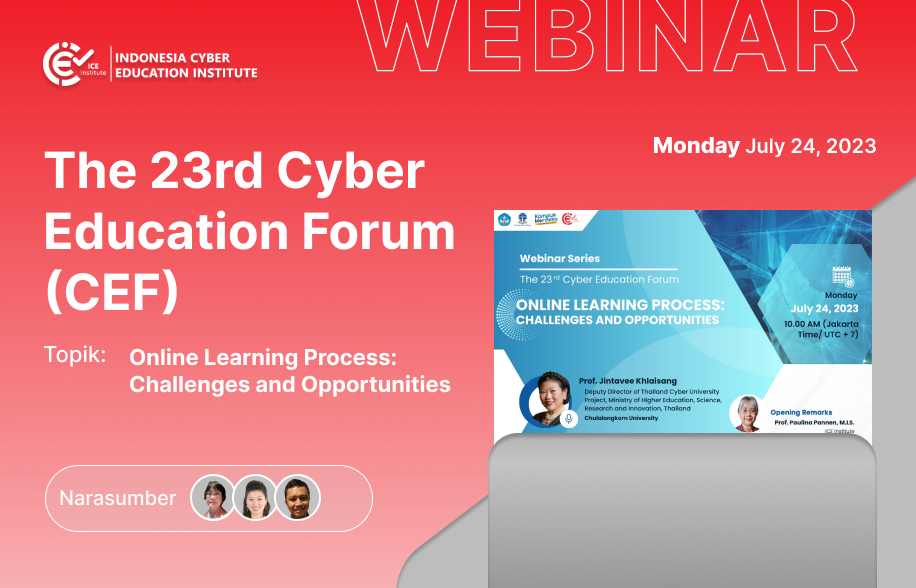 WEBINAR
ICE
Institute
INDONESIA CYBER
EDUCATION INSTITUTE
Monday July 24, 2023
The 23rd Cyber
Education Forum
(CEF)
Topik:
Online Learning Process:
Challenges and Opportunities
Narasumber
Kampus
Merdeka
Webinar Series
The 23rd Cyber Education Forum
ONLINE LEARNING PROCESS:
CHALLENGES AND OPPORTUNITIES
Monday
July 24, 2023
10.00 AM (Jakarta
Time/ UTC + 7)
Prof. Jintavee Khlaisang
Deputy Director of Thailand Cyber University
Project, Ministry of Higher Education, Science,
Research and Innovation, Thailand
Chulalongkorn University
Opening Remarks
Prof. Paulina Pannen, M.I.S.
ICE Institute